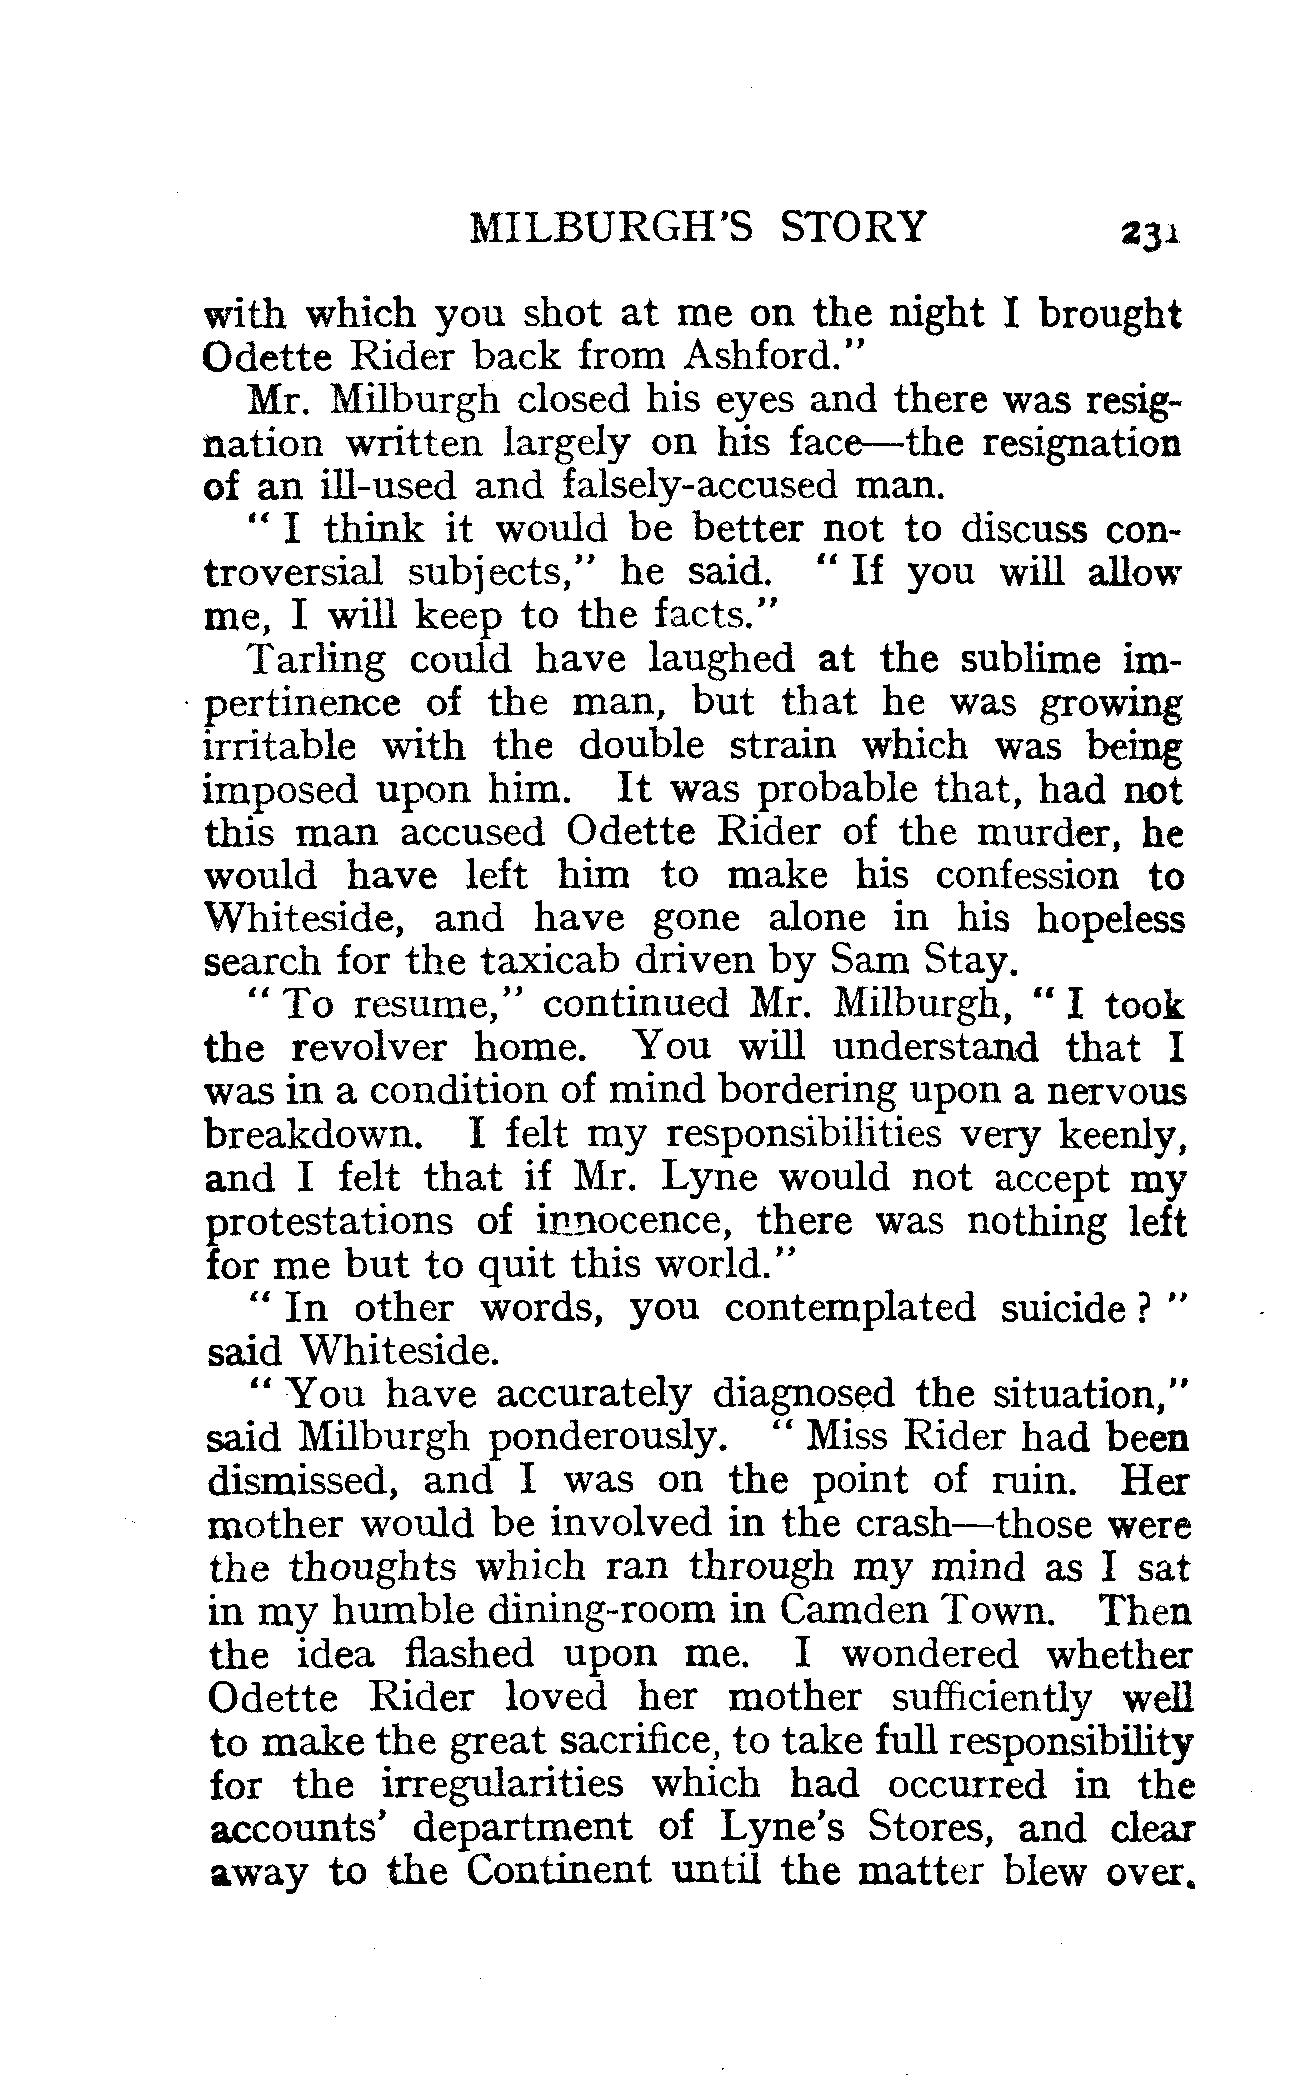 MILBURGH'S STORY 231
with which you shot at me on the night I brought
Odette Rider back from Ashford."
Mr. Milburgh closed his eyes and there was resig-
nation written largely on his face—the resignation
of an ill-used and falsely-accused man.
" I think it would be better not to discuss con-
troversial subjects," he said. " If you will allow
me, I will keep to the facts."
Tarling could have laughed at the sublime im-
pertinence of the man, but that he was growing
irritable with the double strain which was being
imposed upon him. It was probable that, had not
this man accused Odette Rider of the murder, he
would have left him to make his confession to
Whiteside, and have gone alone in his hopeless
search for the taxicab driven by Sam Stay.
" To resume," continued Mr. Milburgh, " I took
the revolver home. You will understand that I
was in a condition of mind bordering upon a nervous
breakdown. I felt my responsibilities very keenly,
and I felt that if Mr. Lyne would not accept my
protestations of innocence, there was nothing left
for me but to quit this world."
" In other words, you contemplated suicide ? "
said Whiteside.
" You have accurately diagnosed the situation,"
said Milburgh ponderously. " Miss Rider had been
dismissed, and I was on the point of ruin. Her
mother would be involved in the crash—those were
the thoughts which ran through my mind as I sat
in my humble dining-room in Camden Town. Then
the idea flashed upon me. I wondered whether
Odette Rider loved her mother sufficiently well
to make the great sacrifice, to take full responsibility
for the irregularities which had occurred in the
accounts' department of Lyne's Stores, and clear
away to the Continent until the matter blew over.